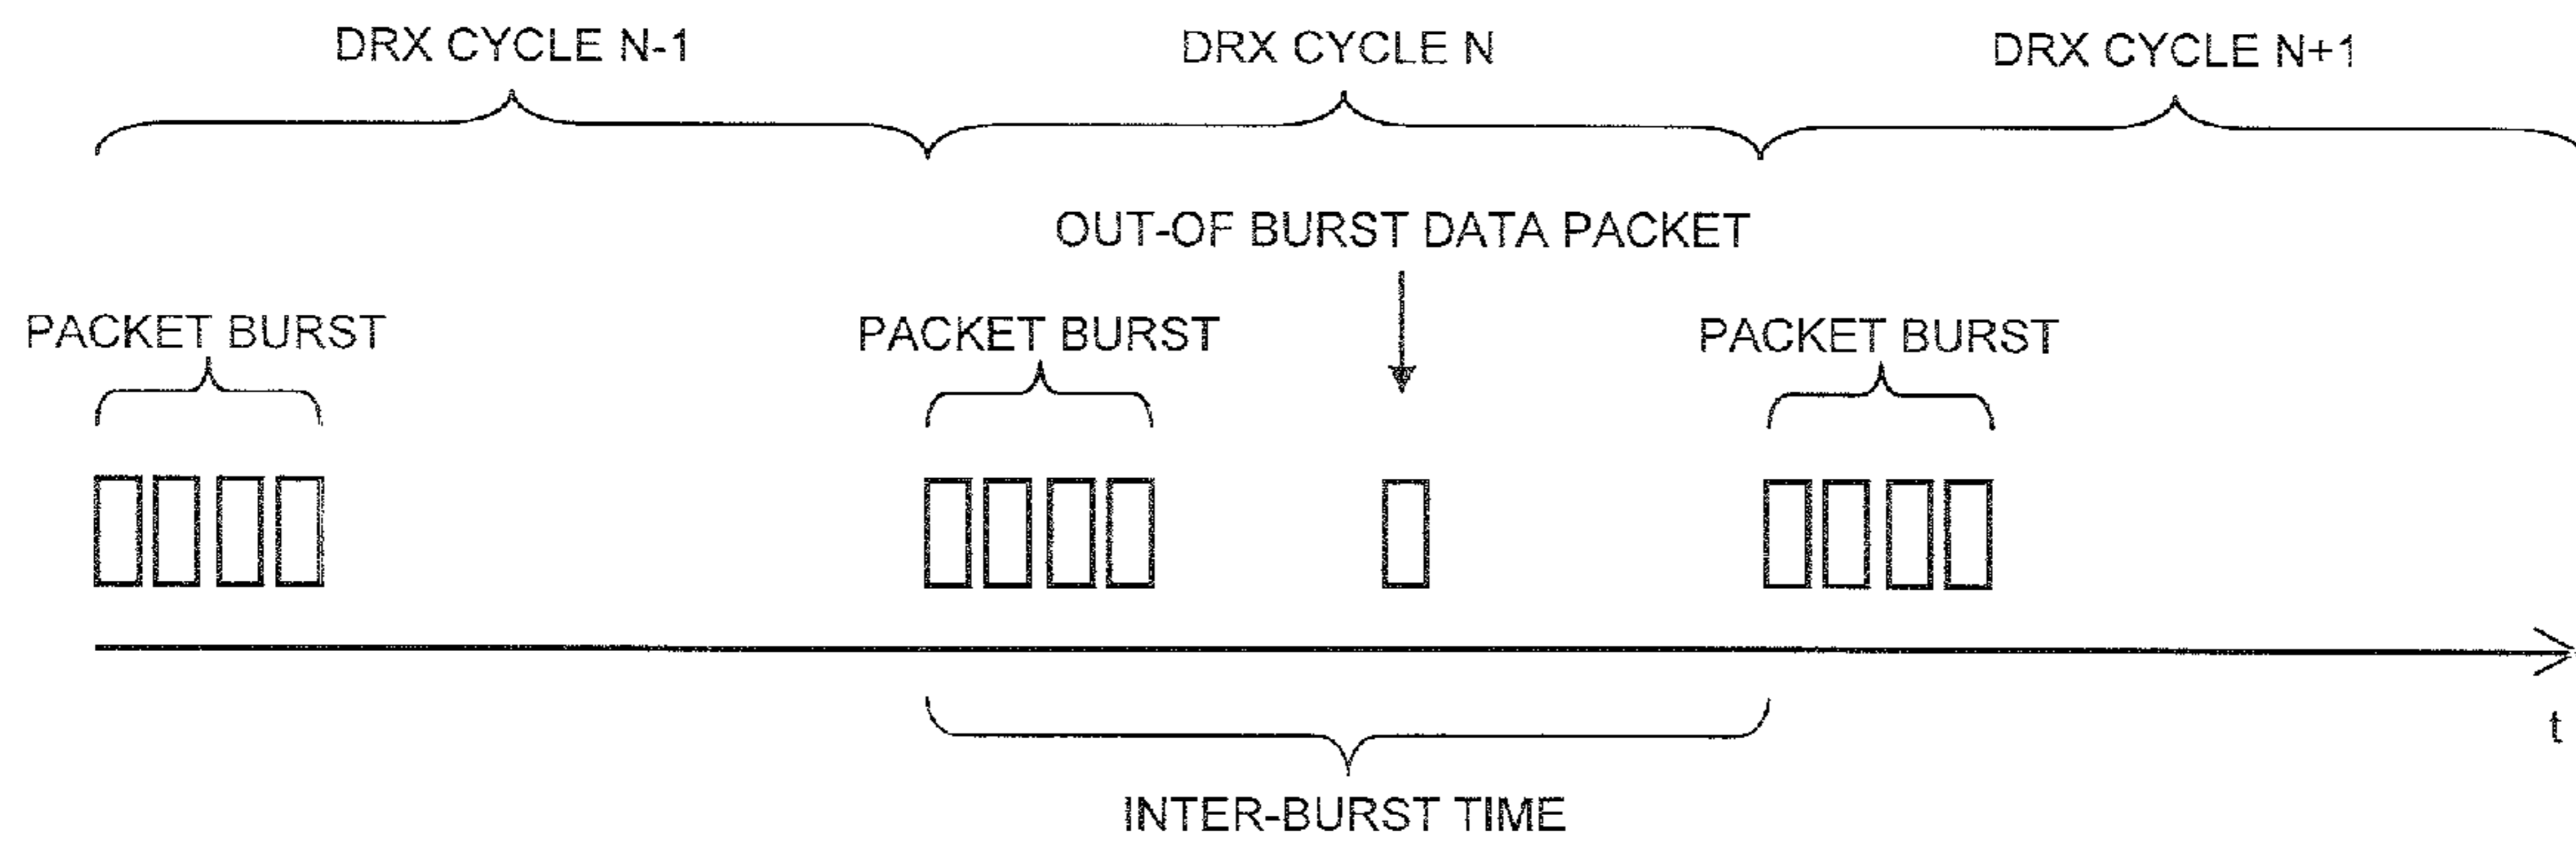 DRX CYCLE N-1
DRX CYCLE N
DRX CYCLE N+1
OUT-OF BURST DATA PACKET
PACKET BURST
PACKET BURST
PACKET BURST
t
INTER-BURST TIME